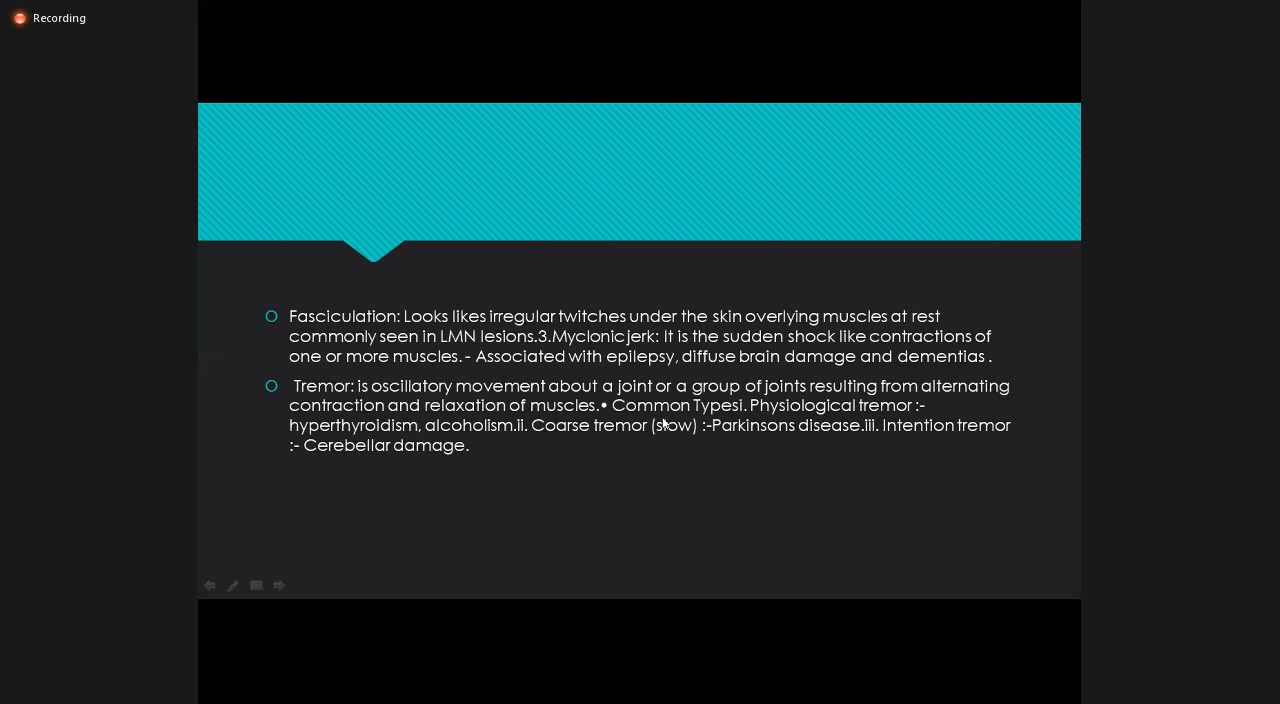 Recording
Fasciculation: Looks likes irregular twitches under the skin overlying muscles at rest
commonly seen in LMN lesions.3.Myclonic jerk: It is the sudden shock like contractions of
one or more muscles. - Associated with epilepsy, diffuse brain damage and dementias .
Tremor: is oscillatory movement about a joint or a group of joints resulting from alternating
contraction and relaxation of muscles.• Common Typesi. Physiological tremor :-
hyperthyroidism, alcoholism.ii. Coarse tremor (slow) :-Parkinsons disease.iii. Intention tremor
:- Cerebellar damage.